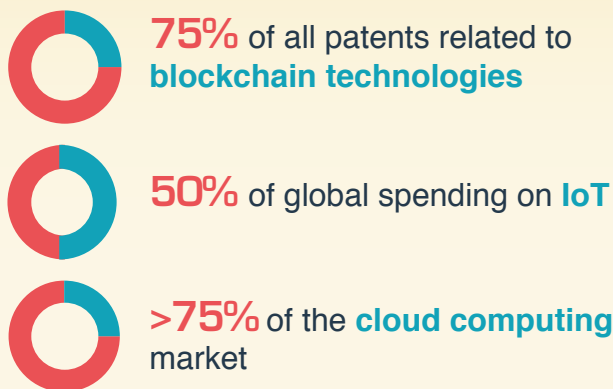 75% of all patents related to
blockchain technologies
50% of global spending on IoT
>75% of the cloud computing
market